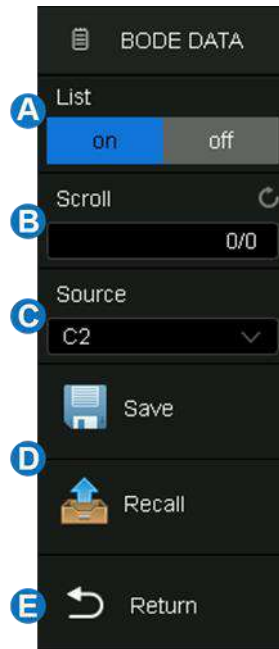 BODE DATA
A
List
on off
B
Scroll
0/0
C
Source
C2
Save
D
Recall
E
Return